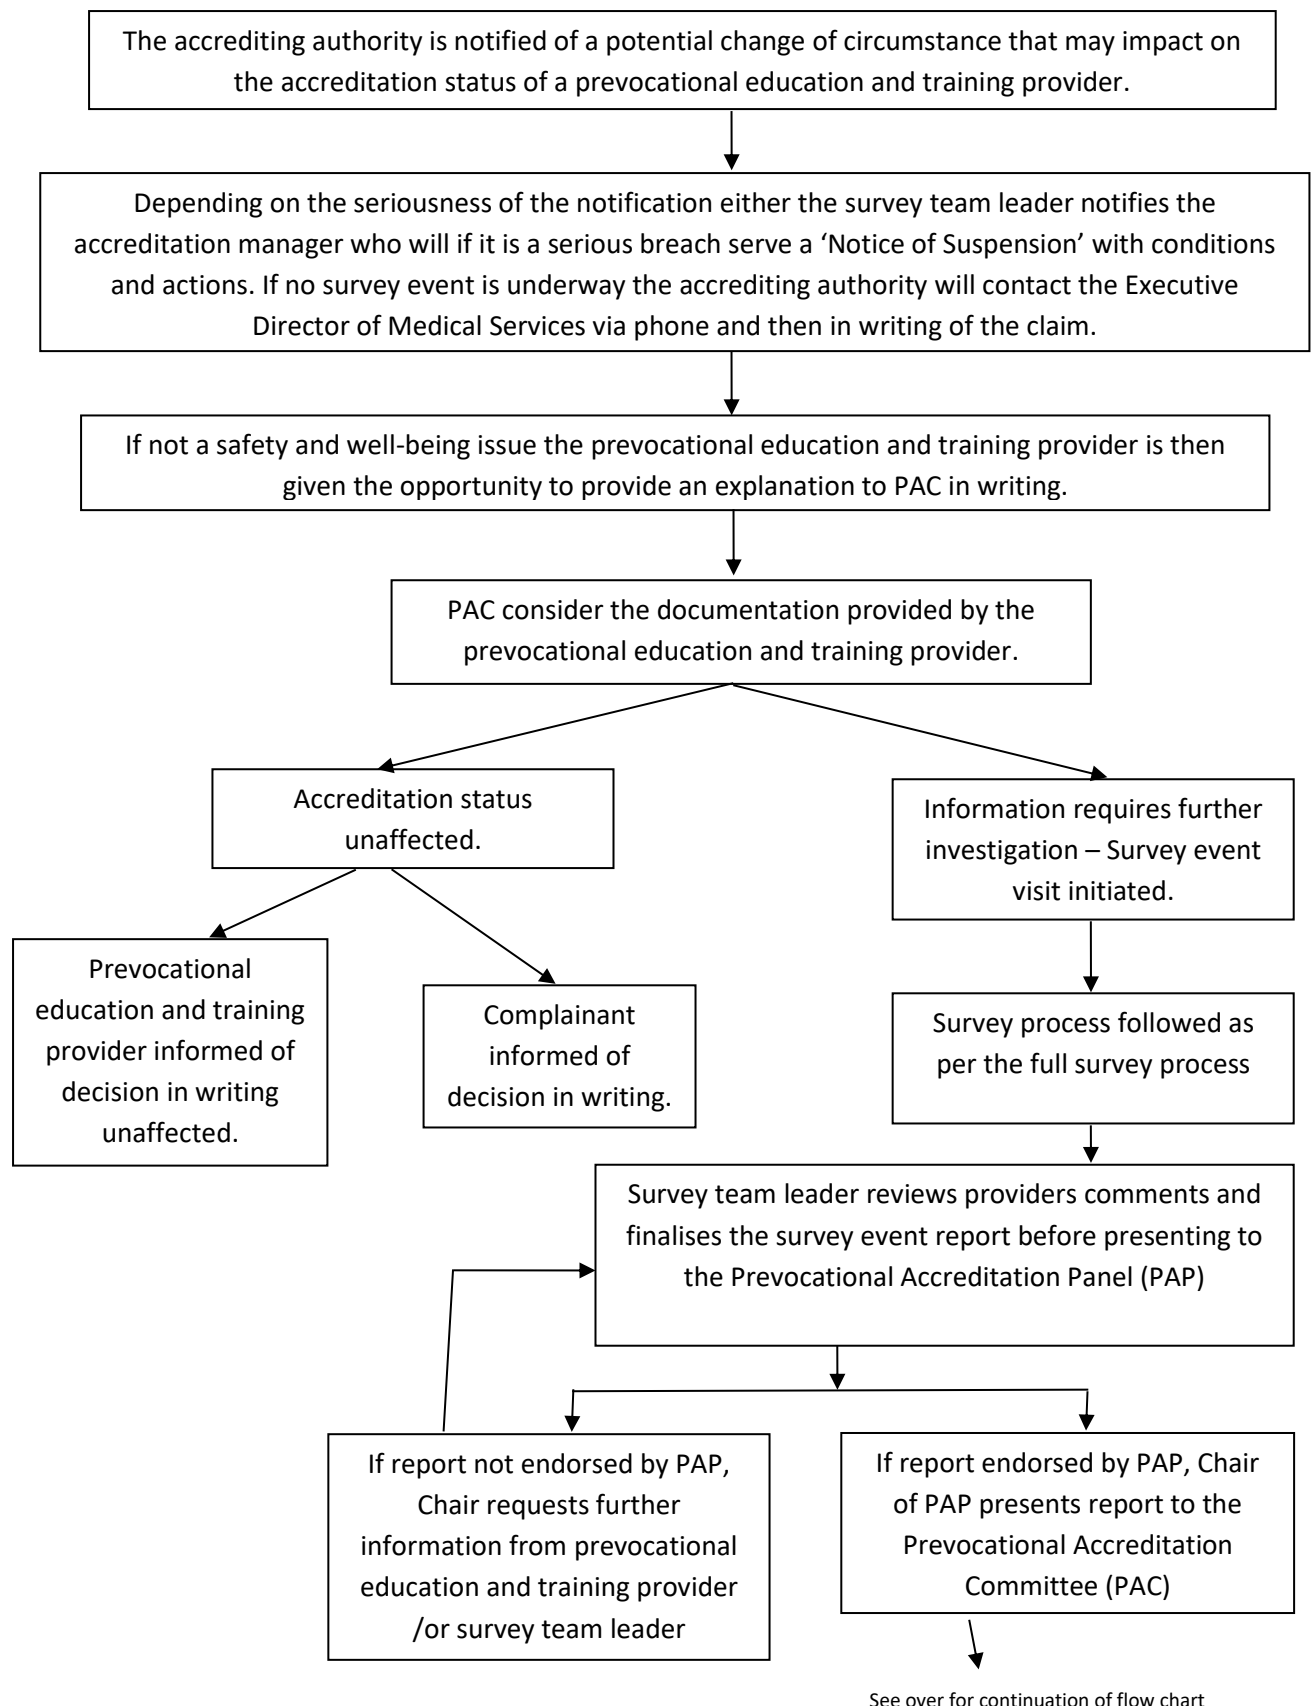 The accrediting authority is notified of a potential change of circumstance that may impact on
the accreditation status of a prevocational education and training provider.
Depending on the seriousness of the notification either the survey team leader notifies the
accreditation manager who will if it is a serious breach serve a ‘Notice of Suspension’ with conditions
and actions. If no survey event is underway the accrediting authority will contact the Executive
Director of Medical Services via phone and then in writing of the claim.
If not a safety and well-being issue the prevocational education and training provider is then
given the opportunity to provide an explanation to PAC in writing.
PAC consider the documentation provided by the
prevocational education and training provider.
Accreditation status
unaffected.
Information requires further
investigation – Survey event
visit initiated.
Prevocational
education and training
provider informed of
decision in writing
unaffected.
Complainant
informed of
decision in writing.
Survey process followed as
per the full survey process
Survey team leader reviews providers comments and
finalises the survey event report before presenting to
the Prevocational Accreditation Panel (PAP)
If report not endorsed by PAP,
Chair requests further
information from prevocational
education and training provider
/or survey team leader
If report endorsed by PAP, Chair
of PAP presents report to the
Prevocational Accreditation
Committee (PAC)
See over for continuation of flow chart